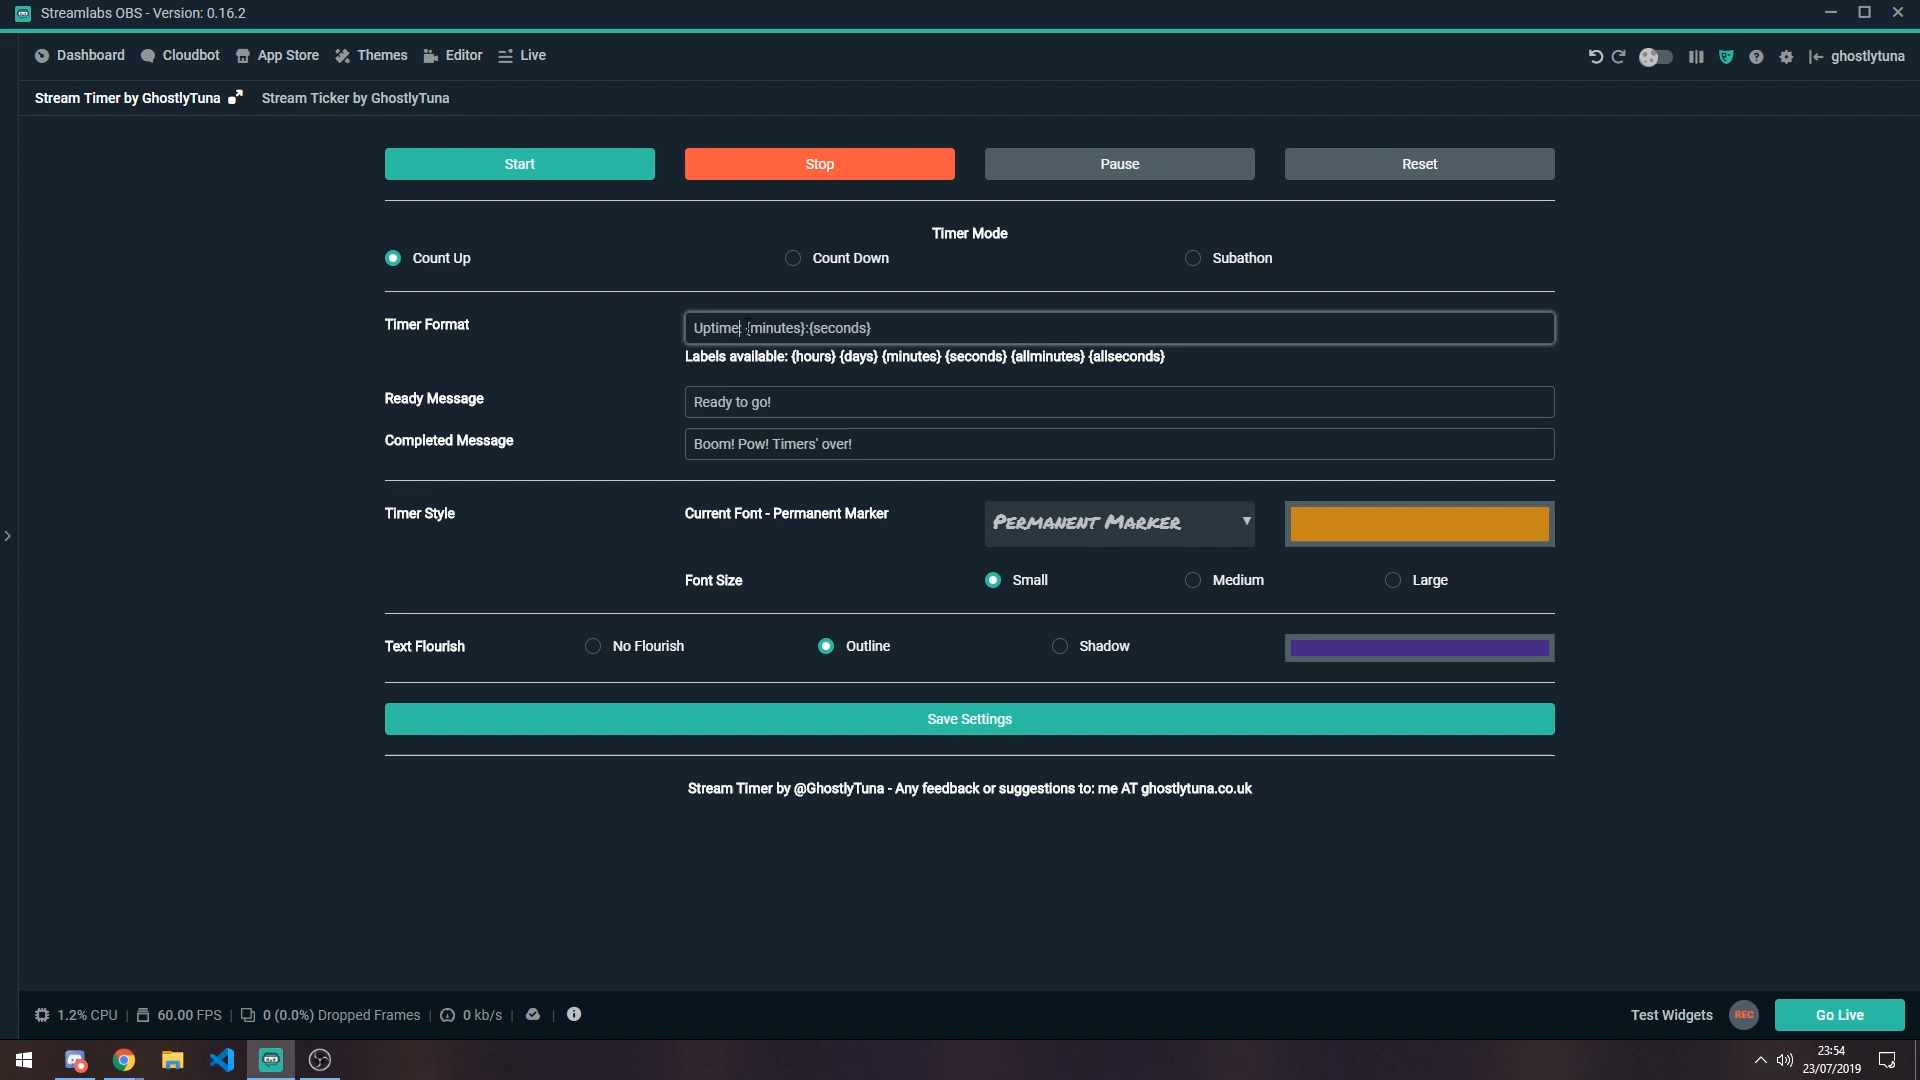 Streamlabs OBS - Version: 0.16.2
Dashboard Cloudbot App Store Themes Editor Live ghostlytuna
Stream Timer by GhostlyTuna Stream Ticker by GhostlyTuna
Start Stop Pause Reset
Timer Mode
Count Up Count Down Subathon
Timer Format Uptime: {minutes}:{seconds}
Labels available: {hours} {days} {minutes} {seconds} {allminutes} {allseconds}
Ready Message Ready to go!
Completed Message Boom! Pow! Timers' over!
Timer Style Current Font - Permanent Marker Permanent Marker
Font Size Small Medium Large
Text Flourish No Flourish Outline Shadow
Save Settings
Stream Timer by @GhostlyTuna - Any feedback or suggestions to: me AT ghostlytuna.co.uk
1.2% CPU | 60.00 FPS | 0 (0.0%) Dropped Frames | 0 kb/s | | Test Widgets REC Go Live
23:54
23/07/2019